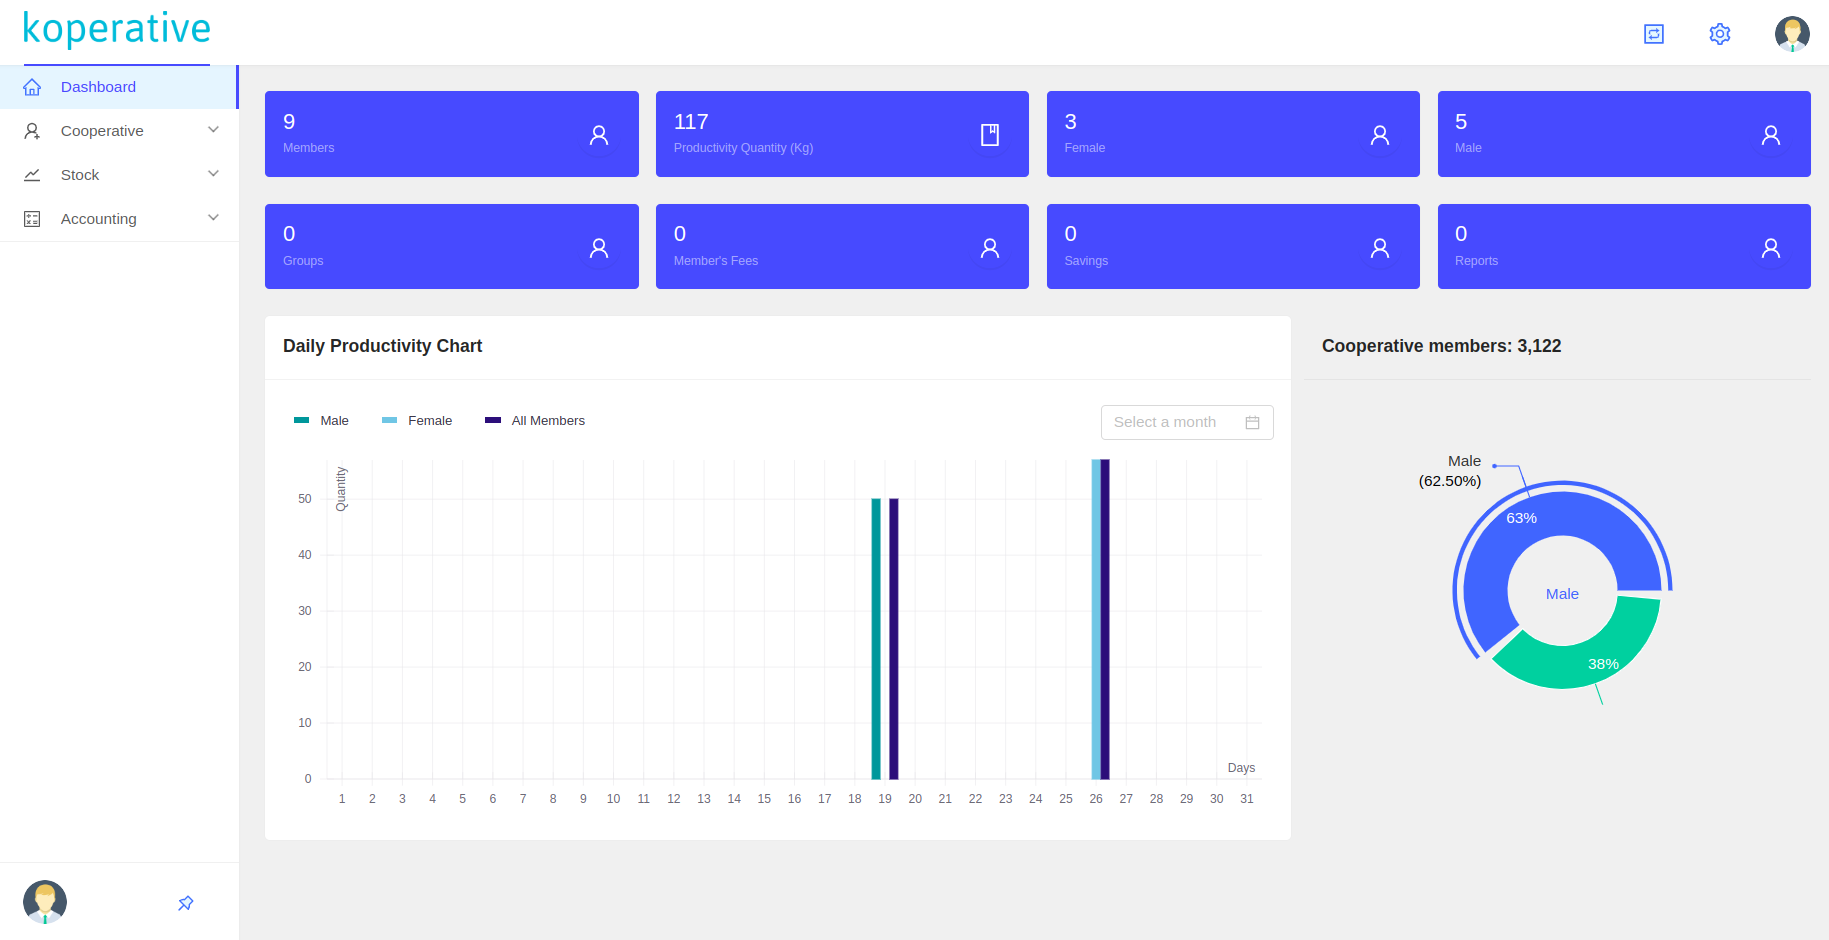 koperative
Dashboard
Cooperative
Stock
Accounting
9
Members
117
Productivity Quantity (Kg)
3
Female
5
Male
0
Groups
0
Member's Fees
0
Savings
0
Reports
Daily Productivity Chart
Male
Female
All Members
Select a month
Quantity
50
40
30
20
10
0
Days
1 2 3 4 5 6 7 8 9 10 11 12 13 14 15 16 17 18 19 20 21 22 23 24 25 26 27 28 29 30 31
Cooperative members: 3,122
Male
(62.50%)
63%
Male
38%